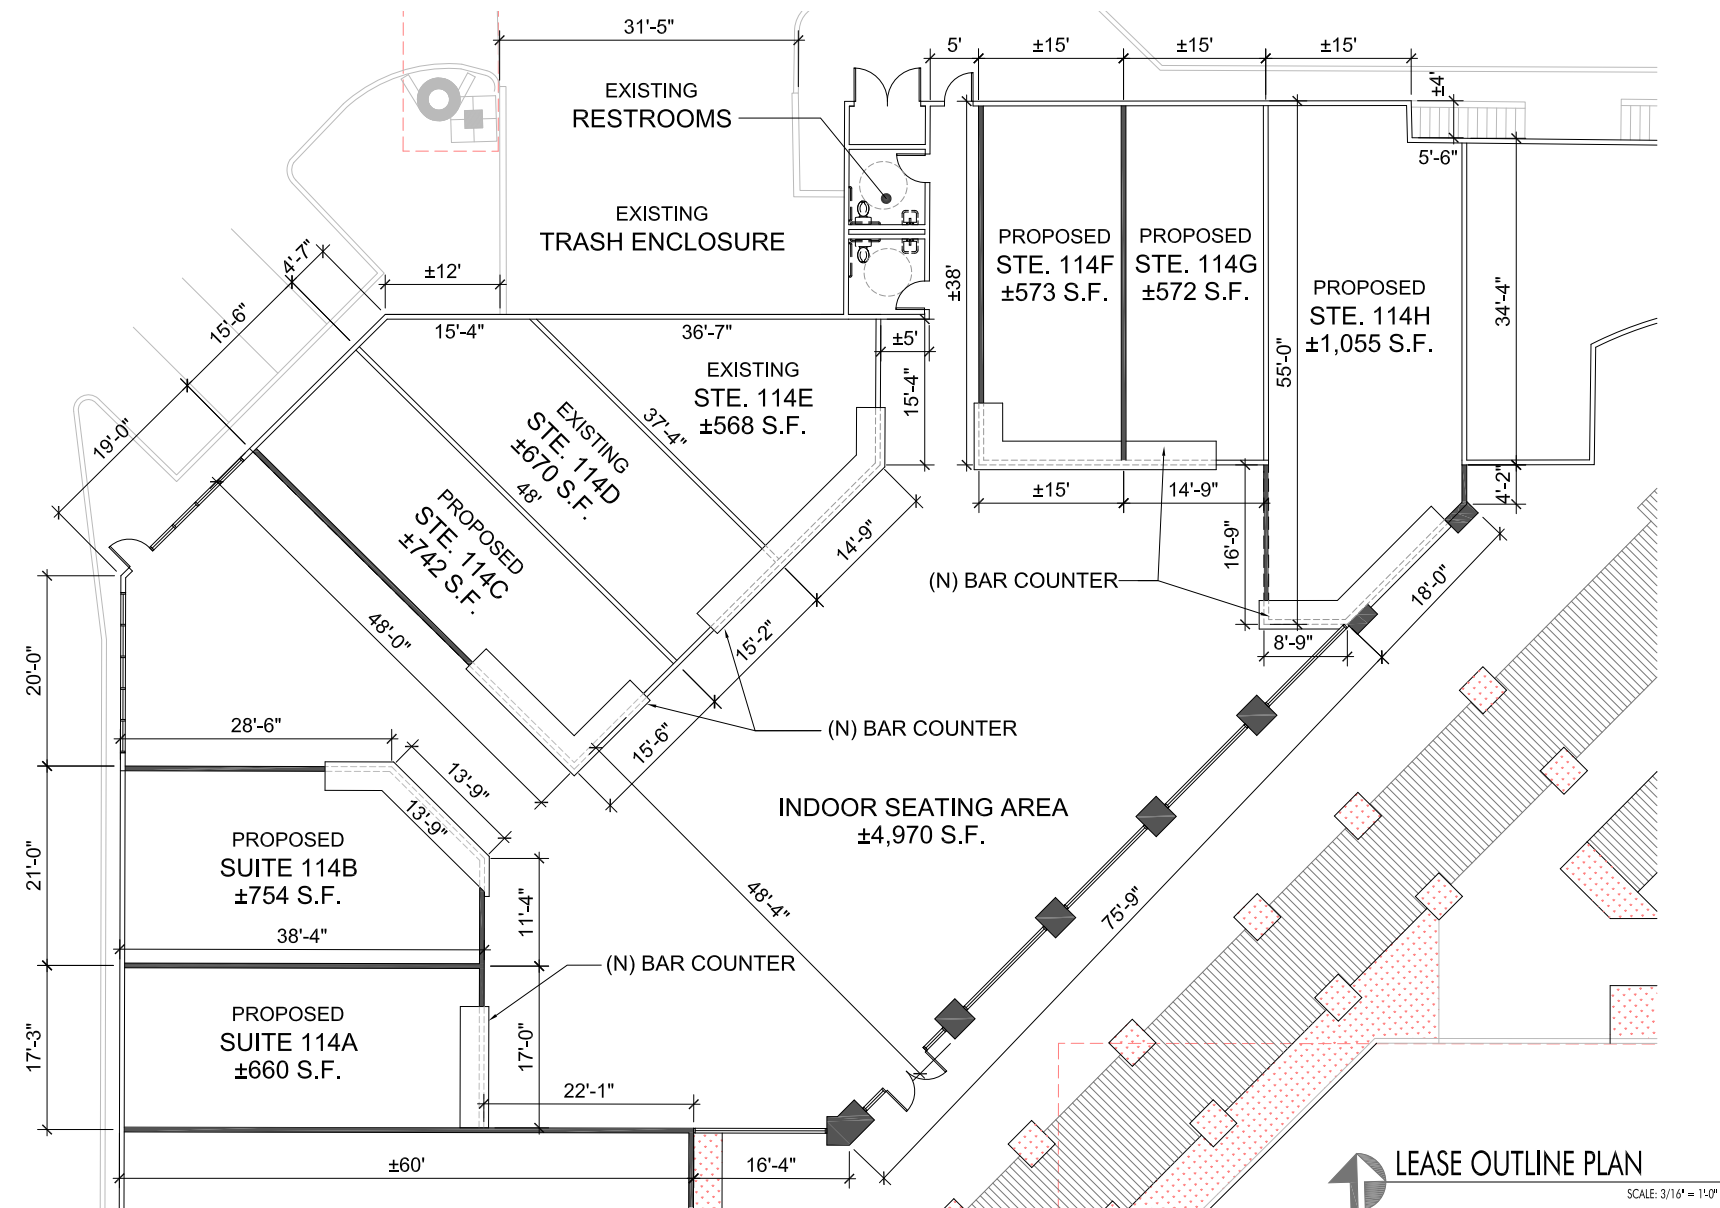 31'-5"
5'
±15'
±15'
±15'
±4'
EXISTING
RESTROOMS
5'-6"
EXISTING
TRASH ENCLOSURE
±12'
4'-7"
15'-6"
19'-0"
15'-4"
36'-7"
±5'
±38'
15'-4"
PROPOSED
STE. 114F
±573 S.F.
PROPOSED
STE. 114G
±572 S.F.
PROPOSED
STE. 114H
±1,055 S.F.
34'-4"
55'-0"
EXISTING
STE. 114E
±568 S.F.
37'-4"
EXISTING
STE. 114D
±670 S.F.
48'
PROPOSED
STE. 114C
±742 S.F.
48'-0"
14'-9"
15'-2"
15'-6"
±15'
14'-9"
16'-9"
4'-2"
18'-0"
8'-9"
(N) BAR COUNTER
(N) BAR COUNTER
20'-0"
28'-6"
13'-9"
13'-9"
21'-0"
PROPOSED
SUITE 114B
±754 S.F.
38'-4"
11'-4"
INDOOR SEATING AREA
±4,970 S.F.
48'-4"
75'-9"
(N) BAR COUNTER
17'-3"
PROPOSED
SUITE 114A
±660 S.F.
17'-0"
22'-1"
±60'
16'-4"
LEASE OUTLINE PLAN
SCALE: 3/16" = 1'-0"